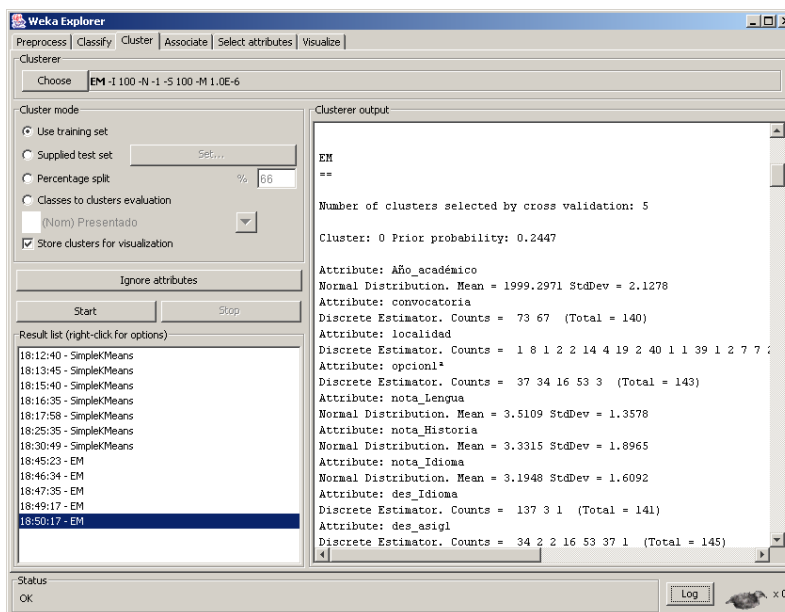 Weka Explorer
Preprocess Classify Cluster Associate Select attributes Visualize
Clusterer
Choose EM -I 100 -N -1 -S 100 -M 1.0E-6
Cluster mode
Use training set
Supplied test set Set...
Percentage split % 66
Classes to clusters evaluation
(Nom) Presentado
Store clusters for visualization
Ignore attributes
Start Stop
Result list (right-click for options)
18:12:40 - SimpleKMeans
18:13:45 - SimpleKMeans
18:15:40 - SimpleKMeans
18:16:35 - SimpleKMeans
18:17:58 - SimpleKMeans
18:25:35 - SimpleKMeans
18:30:49 - SimpleKMeans
18:45:23 - EM
18:46:34 - EM
18:47:35 - EM
18:49:17 - EM
18:50:17 - EM
Clusterer output
EM
==
Number of clusters selected by cross validation: 5
Cluster: 0 Prior probability: 0.2447
Attribute: Año_académico
Normal Distribution. Mean = 1999.2971 StdDev = 2.1278
Attribute: convocatoria
Discrete Estimator. Counts = 73 67 (Total = 140)
Attribute: localidad
Discrete Estimator. Counts = 1 8 1 2 2 14 4 19 2 40 1 1 39 1 2 7 7 2
Attribute: opcion1ª
Discrete Estimator. Counts = 37 34 16 53 3 (Total = 143)
Attribute: nota_Lengua
Normal Distribution. Mean = 3.5109 StdDev = 1.3578
Attribute: nota_Historia
Normal Distribution. Mean = 3.3315 StdDev = 1.8965
Attribute: nota_Idioma
Normal Distribution. Mean = 3.1948 StdDev = 1.6092
Attribute: des_Idioma
Discrete Estimator. Counts = 137 3 1 (Total = 141)
Attribute: des_asig1
Discrete Estimator. Counts = 34 2 2 16 53 37 1 (Total = 145)
Status
OK
Log x 0